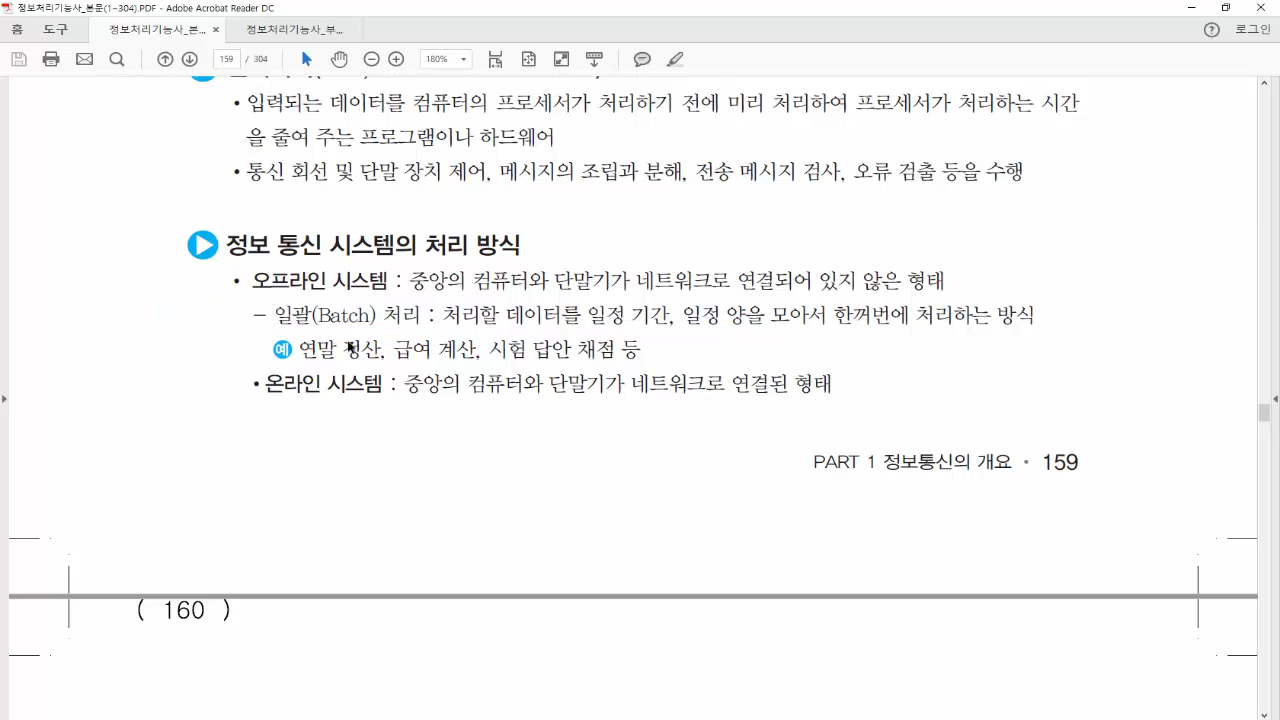 정보처리기능사_본문(1~304).PDF - Adobe Acrobat Reader DC
홈 도구 정보처리기능사_본... × 정보처리기능사_부... ? 로그인
159 / 304 180%
• 입력되는 데이터를 컴퓨터의 프로세서가 처리하기 전에 미리 처리하여 프로세서가 처리하는 시간
을 줄여 주는 프로그램이나 하드웨어
• 통신 회선 및 단말 장치 제어, 메시지의 조립과 분해, 전송 메시지 검사, 오류 검출 등을 수행
정보 통신 시스템의 처리 방식
• 오프라인 시스템 : 중앙의 컴퓨터와 단말기가 네트워크로 연결되어 있지 않은 형태
- 일괄(Batch) 처리 : 처리할 데이터를 일정 기간, 일정 양을 모아서 한꺼번에 처리하는 방식
예 연말 정산, 급여 계산, 시험 답안 채점 등
• 온라인 시스템 : 중앙의 컴퓨터와 단말기가 네트워크로 연결된 형태
PART 1 정보통신의 개요 • 159
( 160 )